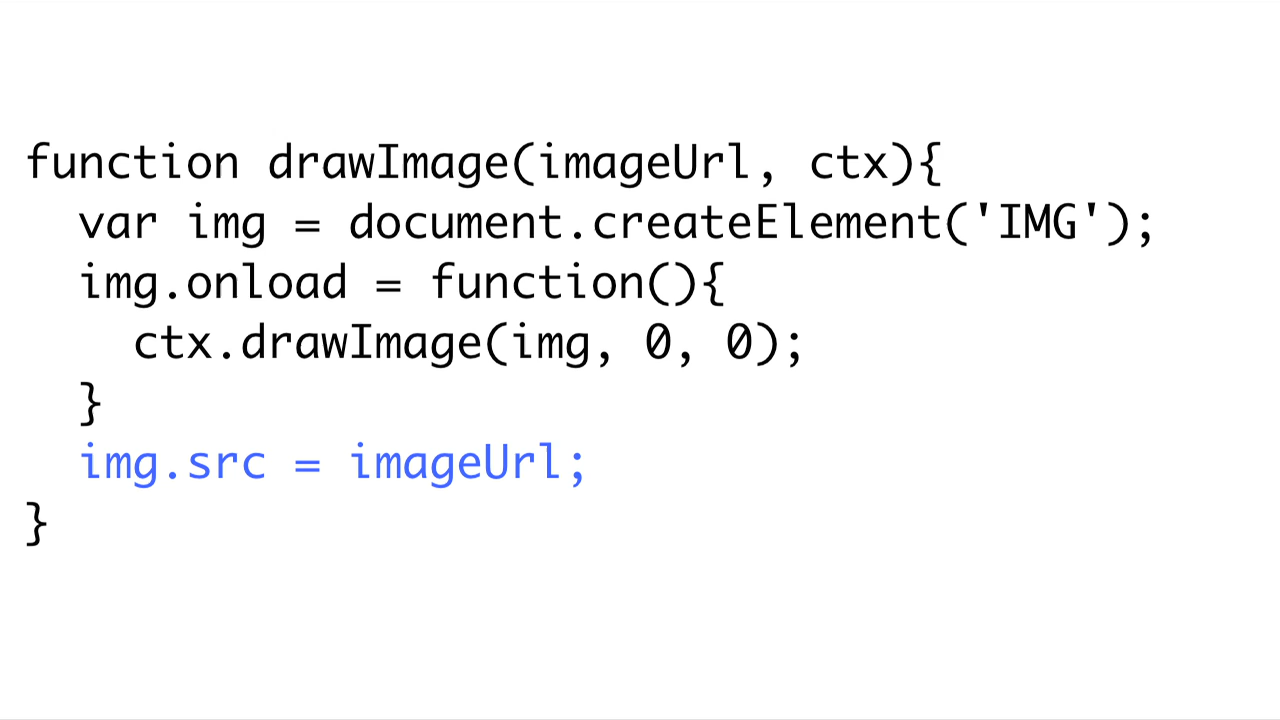 function drawImage(imageUrl, ctx){
  var img = document.createElement('IMG');
  img.onload = function(){
    ctx.drawImage(img, 0, 0);
  }
  img.src = imageUrl;
}